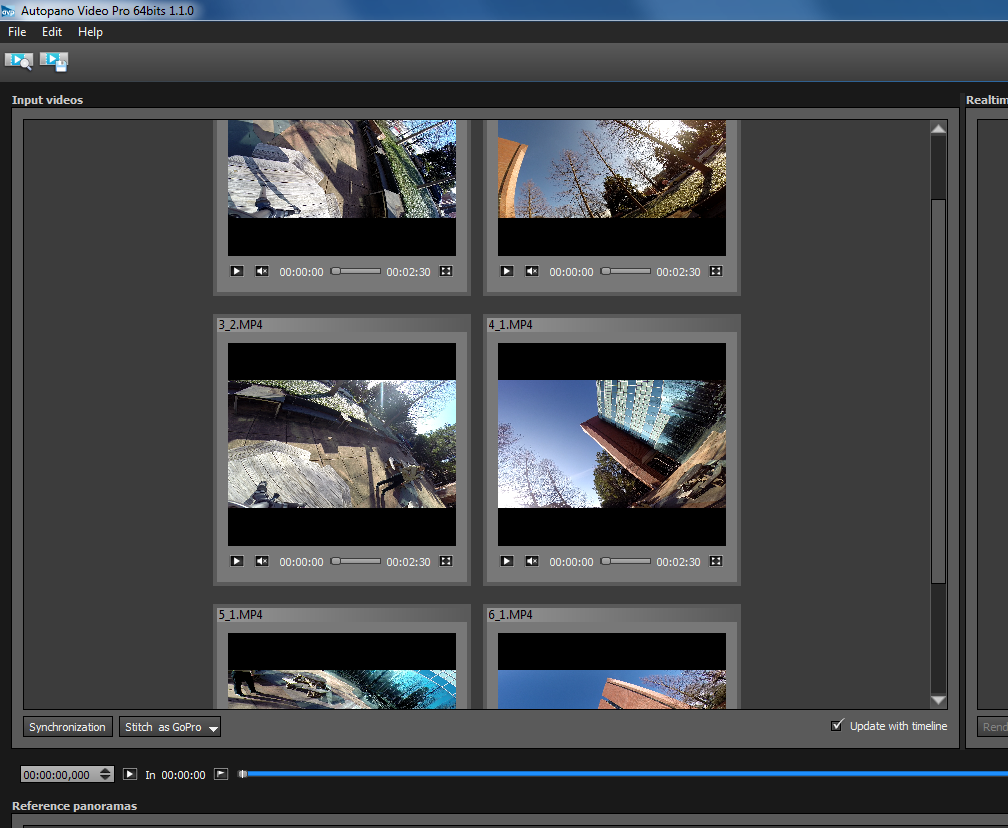 avp Autopano Video Pro 64bits 1.1.0
File Edit Help
Input videos
Realtim
00:00:00 00:02:30 00:00:00 00:02:30
3_2.MP4 4_1.MP4
00:00:00 00:02:30 00:00:00 00:02:30
5_1.MP4 6_1.MP4
Synchronization Stitch as GoPro Update with timeline Rend
00:00:00,000 In 00:00:00
Reference panoramas